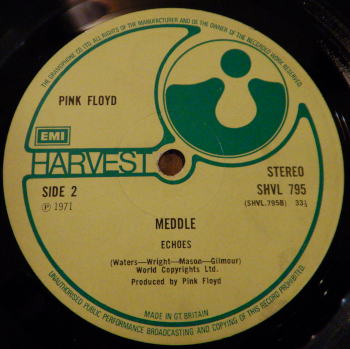 THE GRAMOPHONE CO LTD. ALL RIGHTS OF THE MANUFACTURER AND OF THE OWNER OF THE RECORDED WORK RESERVED.
PINK FLOYD
EMI
HARVEST
STEREO
SIDE 2
SHVL 795
℗ 1971
(SHVL.795B) 33⅓
MEDDLE
ECHOES
(Waters—Wright—Mason—Gilmour)
World Copyrights Ltd.
Produced by Pink Floyd
MADE IN GT. BRITAIN
UNAUTHORISED PUBLIC PERFORMANCE BROADCASTING AND COPYING OF THIS RECORD PROHIBITED.